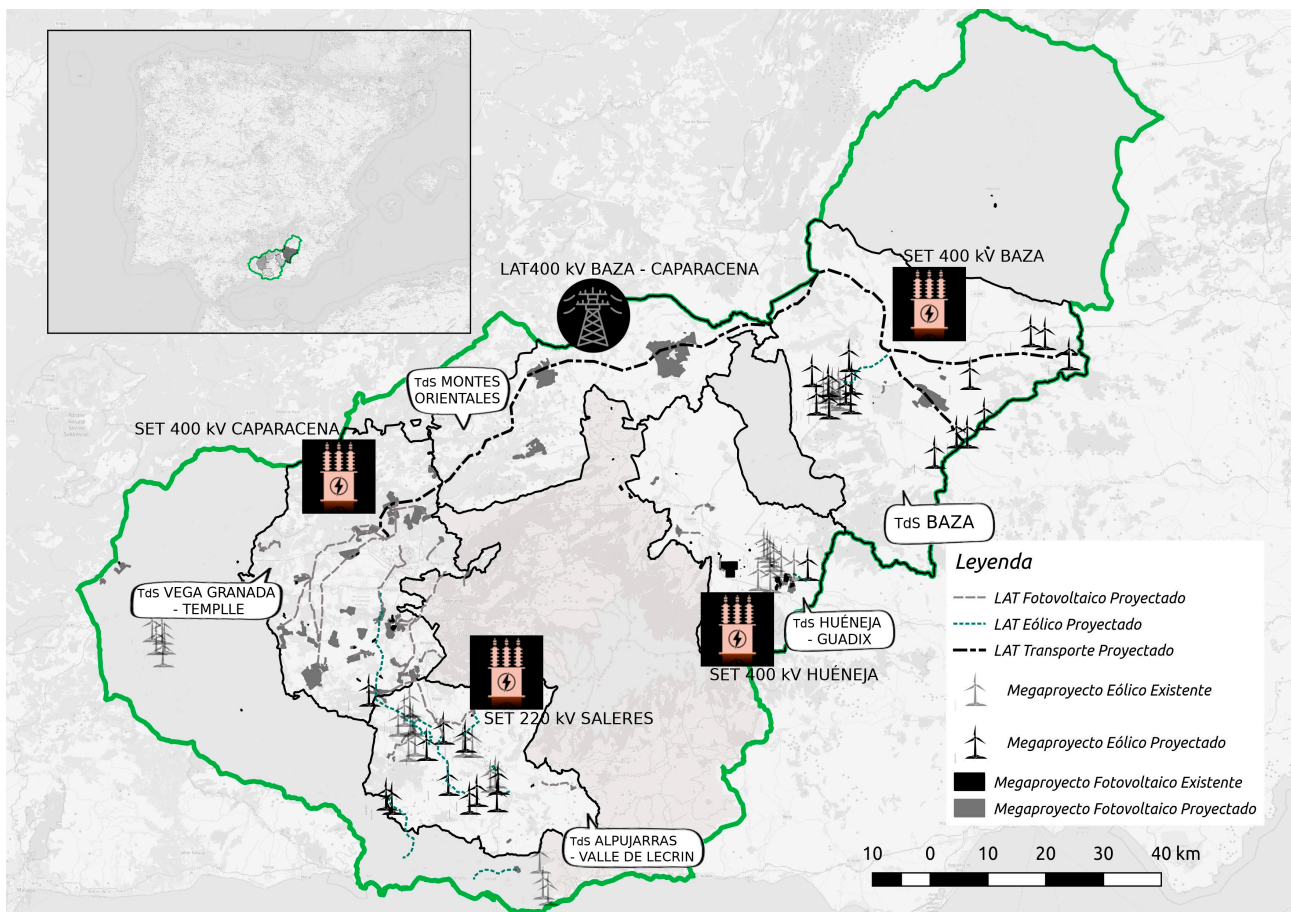 SET 400 kV BAZA
LAT400 kV BAZA - CAPARACENA
TdS MONTES
ORIENTALES
SET 400 kV CAPARACENA
TdS BAZA
TdS VEGA GRANADA
- TEMPLLE
TdS HUÉNEJA
- GUADIX
SET 400 kV HUÉNEJA
SET 220 kV SALERES
TdS ALPUJARRAS
- VALLE DE LECRIN
Leyenda
LAT Fotovoltaico Proyectado
LAT Eólico Proyectado
LAT Transporte Proyectado
Megaproyecto Eólico Existente
Megaproyecto Eólico Proyectado
Megaproyecto Fotovoltaico Existente
Megaproyecto Fotovoltaico Proyectado
10 0 10 20 30 40 km